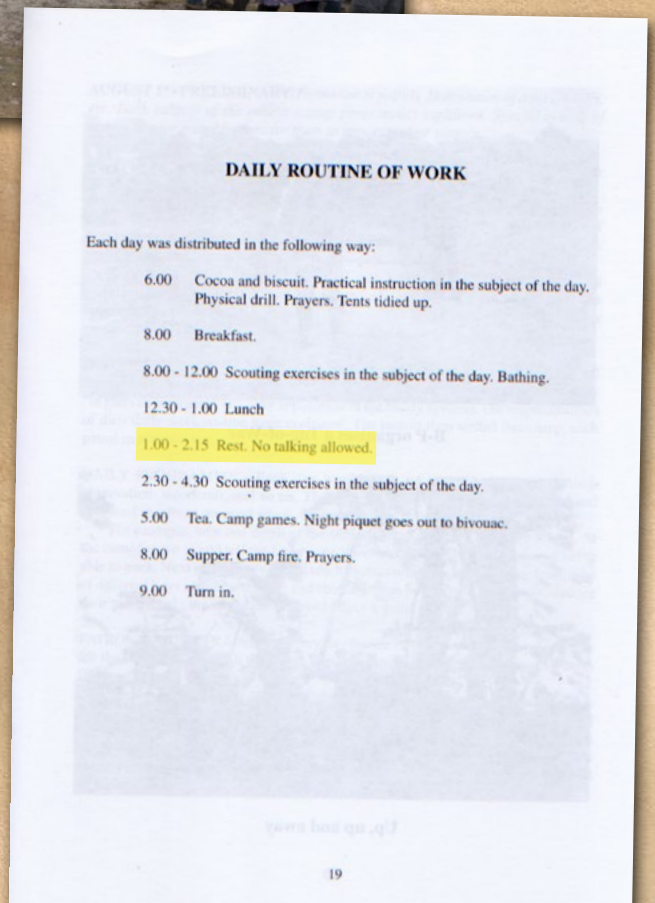 DAILY ROUTINE OF WORK
Each day was distributed in the following way:
6.00 Cocoa and biscuit. Practical instruction in the subject of the day.
Physical drill. Prayers. Tents tidied up.
8.00 Breakfast.
8.00 - 12.00 Scouting exercises in the subject of the day. Bathing.
12.30 - 1.00 Lunch
1.00 - 2.15 Rest. No talking allowed.
2.30 - 4.30 Scouting exercises in the subject of the day.
5.00 Tea. Camp games. Night piquet goes out to bivouac.
8.00 Supper. Camp fire. Prayers.
9.00 Turn in.
Up, up and away
19